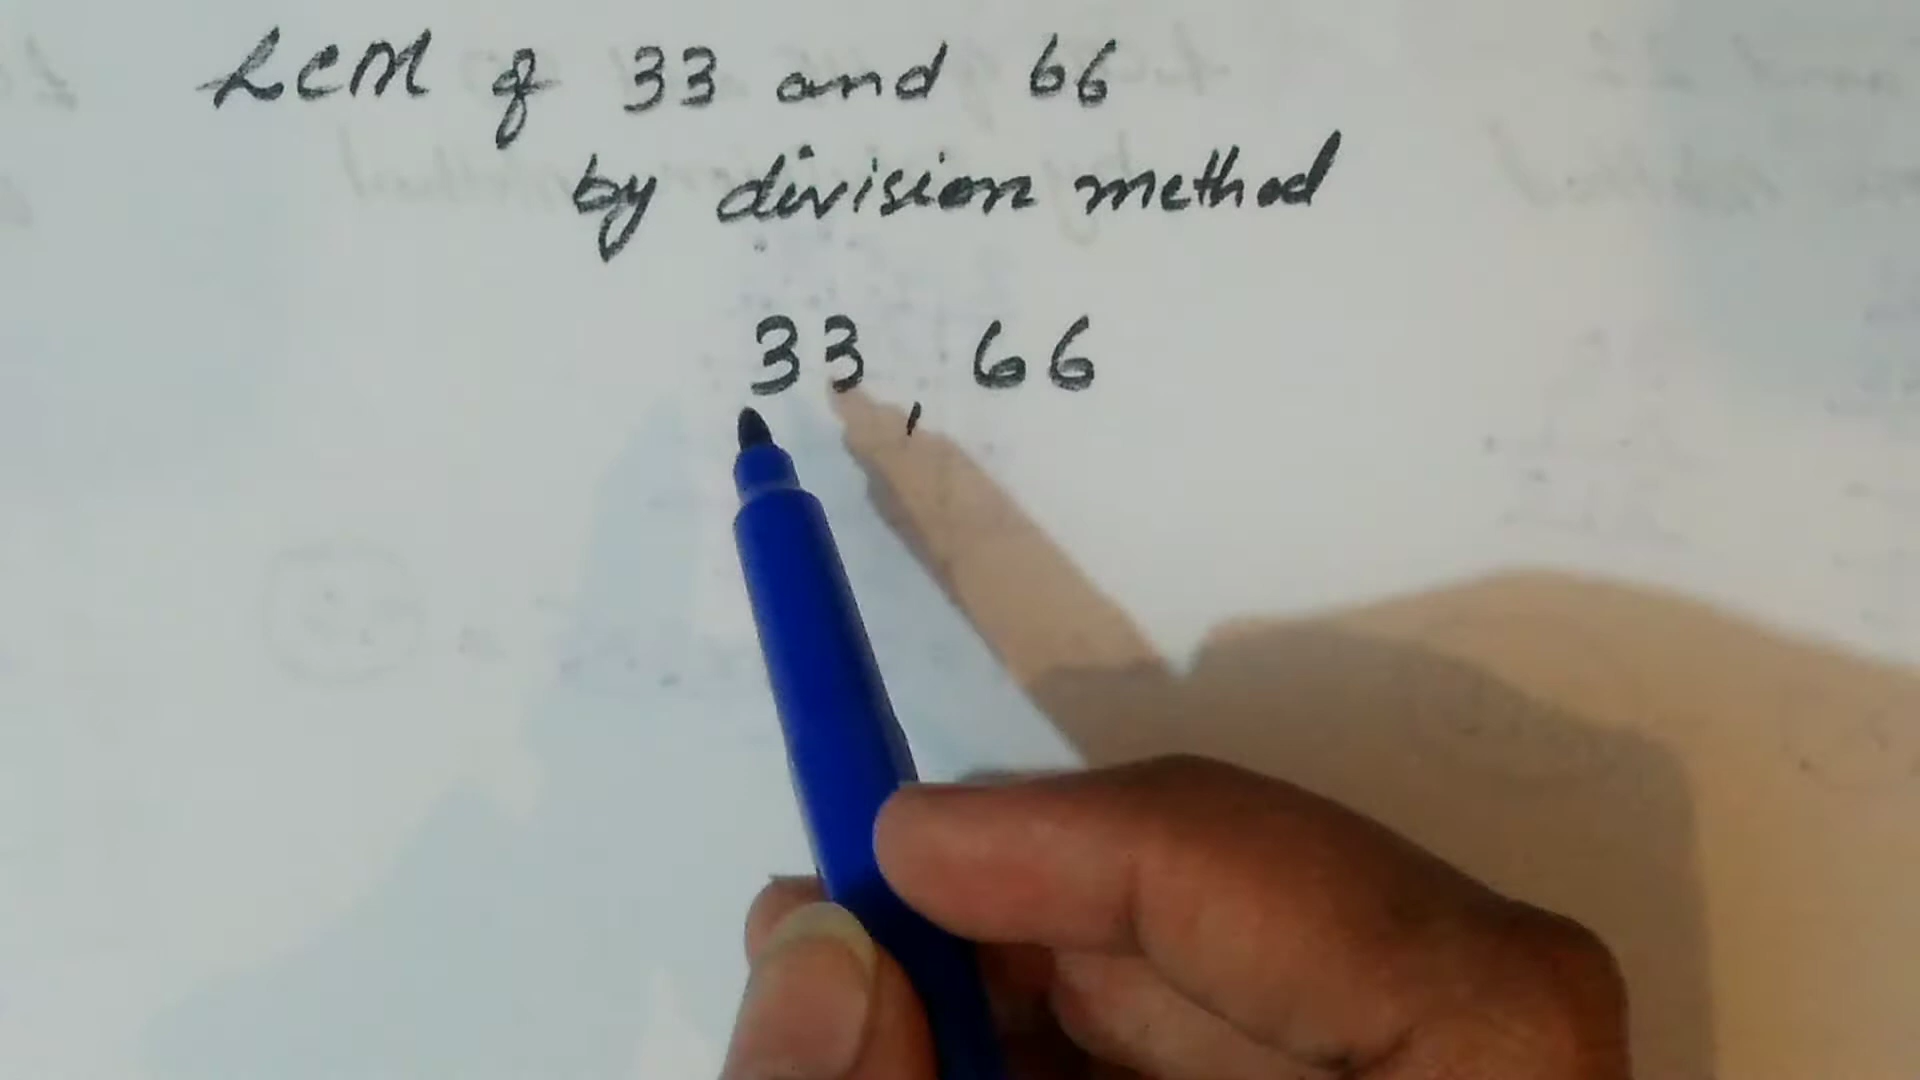 LCM of 33 and 66
by division method
33, 66